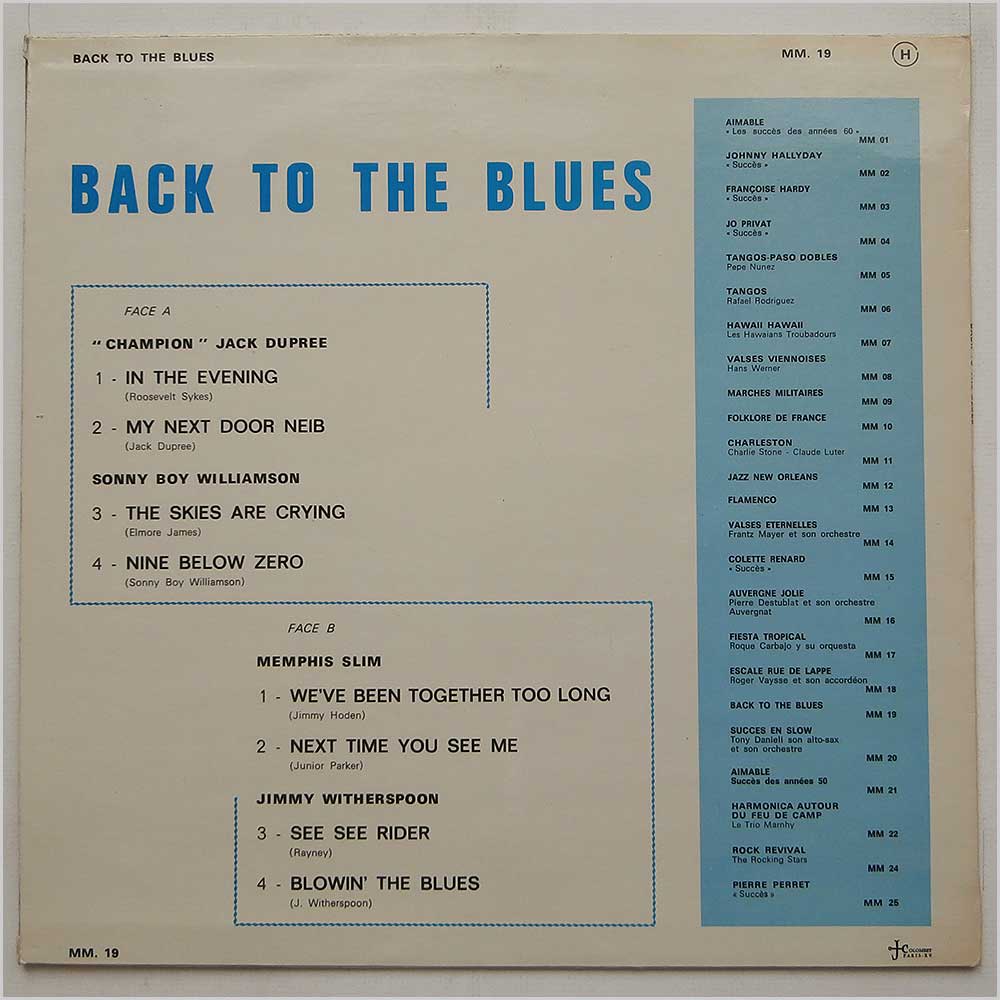 BACK TO THE BLUES
MM. 19
H
BACK TO THE BLUES
FACE A
“CHAMPION” JACK DUPREE
1 - IN THE EVENING
(Roosevelt Sykes)
2 - MY NEXT DOOR NEIB
(Jack Dupree)
SONNY BOY WILLIAMSON
3 - THE SKIES ARE CRYING
(Elmore James)
4 - NINE BELOW ZERO
(Sonny Boy Williamson)
FACE B
MEMPHIS SLIM
1 - WE'VE BEEN TOGETHER TOO LONG
(Jimmy Hoden)
2 - NEXT TIME YOU SEE ME
(Junior Parker)
JIMMY WITHERSPOON
3 - SEE SEE RIDER
(Rayney)
4 - BLOWIN' THE BLUES
(J. Witherspoon)
AIMABLE
« Les succès des années 60 »
MM 01
JOHNNY HALLYDAY
« Succès »
MM 02
FRANÇOISE HARDY
« Succès »
MM 03
JO PRIVAT
« Succès »
MM 04
TANGOS-PASO DOBLES
Pepe Nunez
MM 05
TANGOS
Rafael Rodriguez
MM 06
HAWAII HAWAII
Les Hawaians Troubadours
MM 07
VALSES VIENNOISES
Hans Werner
MM 08
MARCHES MILITAIRES
MM 09
FOLKLORE DE FRANCE
MM 10
CHARLESTON
Charlie Stone - Claude Luter
MM 11
JAZZ NEW ORLEANS
MM 12
FLAMENCO
MM 13
VALSES ETERNELLES
Frantz Mayer et son orchestre
MM 14
COLETTE RENARD
« Succès »
MM 15
AUVERGNE JOLIE
Pierre Destublat et son orchestre
Auvergnat
MM 16
FIESTA TROPICAL
Roque Carbajo y su orquesta
MM 17
ESCALE RUE DE LAPPE
Roger Vaysse et son accordéon
MM 18
BACK TO THE BLUES
MM 19
SUCCES EN SLOW
Tony Danieli son alto-sax
et son orchestre
MM 20
AIMABLE
Succès des années 50
MM 21
HARMONICA AUTOUR
DU FEU DE CAMP
Le Trio Marnhy
MM 22
ROCK REVIVAL
The Rocking Stars
MM 24
PIERRE PERRET
« Succès »
MM 25
MM. 19
J COLOMBET
PARIS-XV